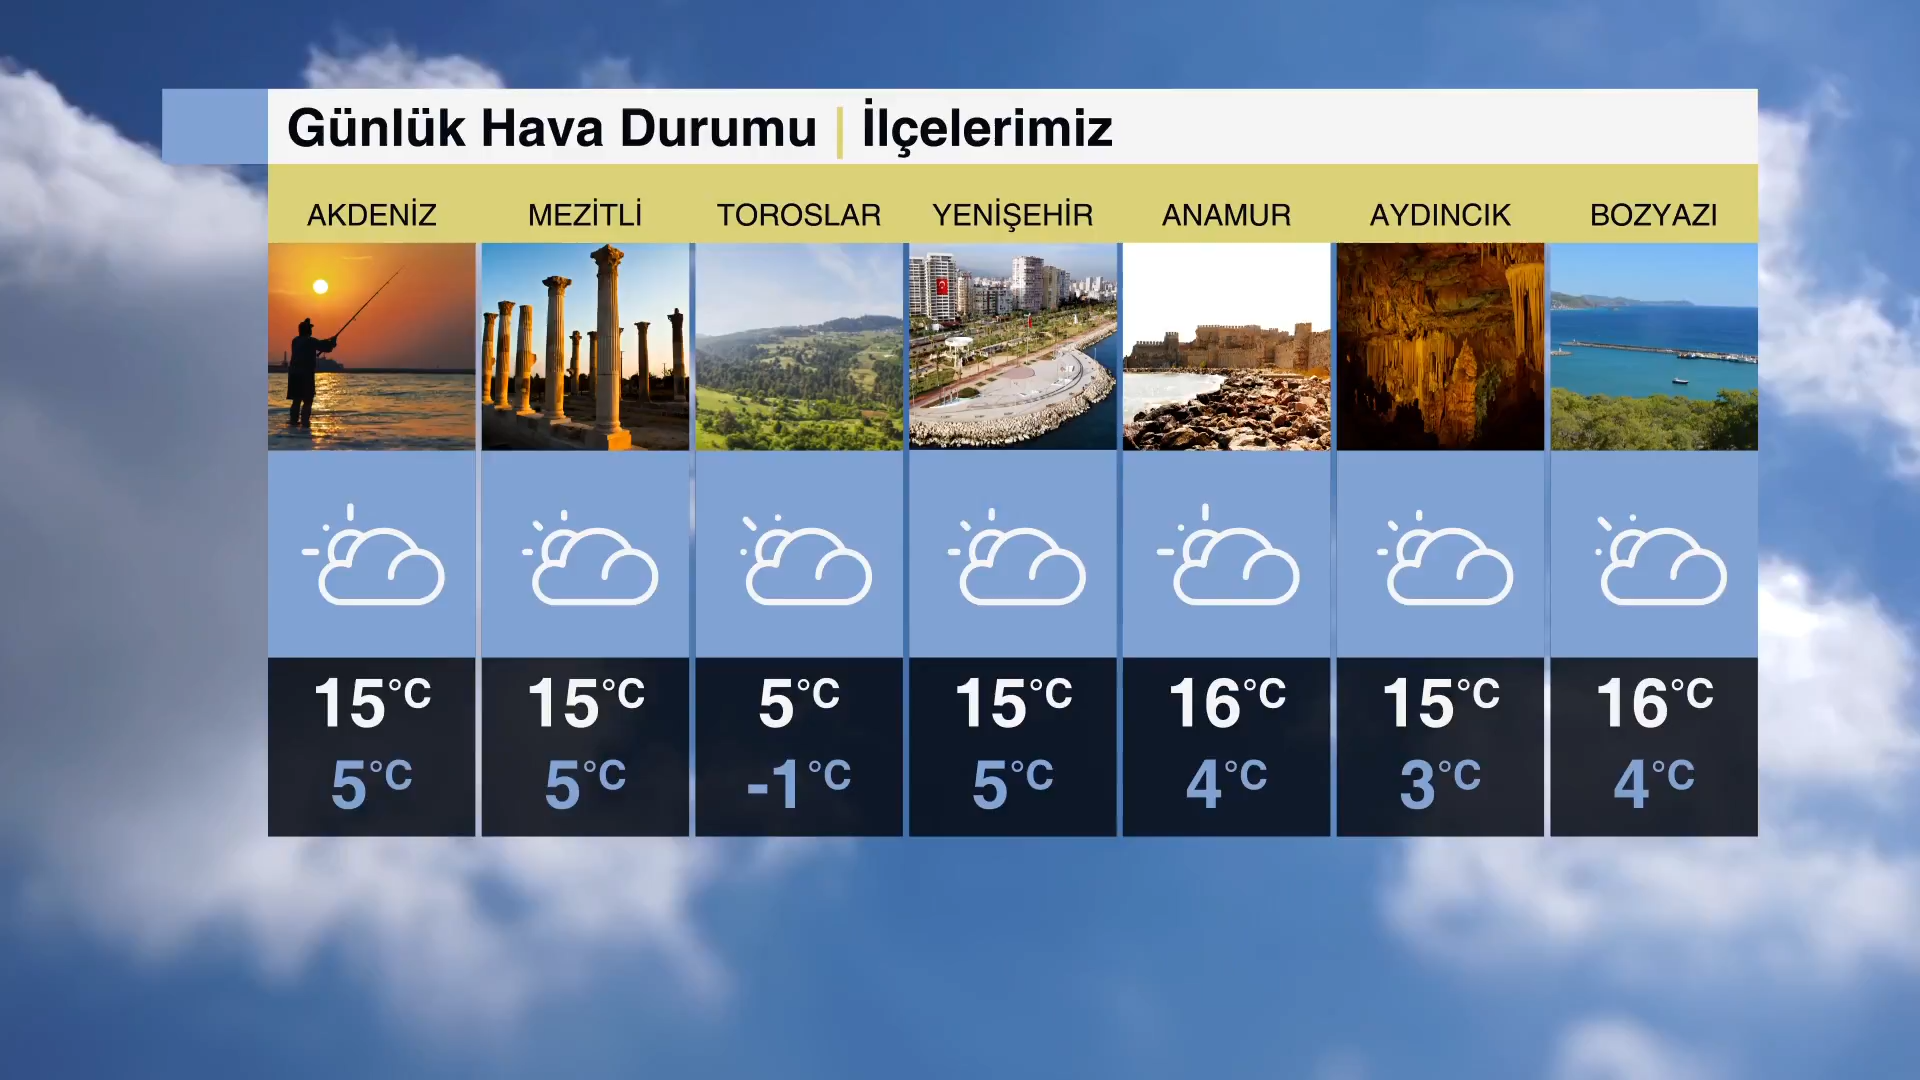 Günlük Hava Durumu | İlçelerimiz
AKDENİZ MEZİTLİ TOROSLAR YENİŞEHİR ANAMUR AYDINCIK BOZYAZI
15°C 15°C 5°C 15°C 16°C 15°C 16°C
5°C 5°C -1°C 5°C 4°C 3°C 4°C